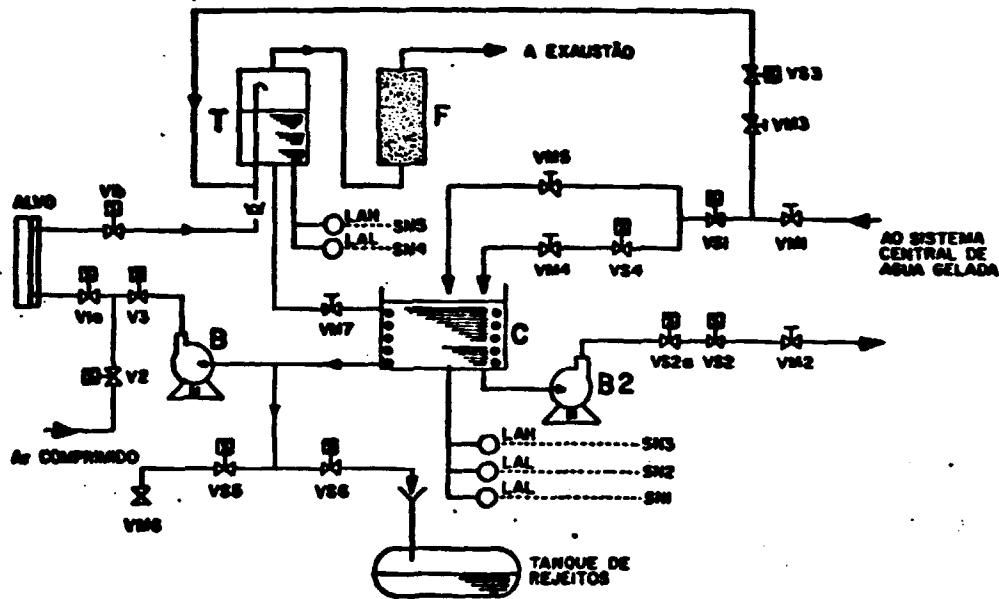 A EXAUSTÃO
VS3
T
F
VM3
VM5
ALVO
V1b
LAH
SN5
LAL
SN4
VS1
VM1
VM4
VS4
AO SISTEMA
CENTRAL DE
AGUA GELADA
V1a
V3
VM7
B
C
VS2a
VS2
VM2
V2
B2
Ar COMPRIMIDO
LAH
SN3
LAL
SN2
LAL
SN1
VS5
VS6
VM6
TANQUE DE
REJEITOS